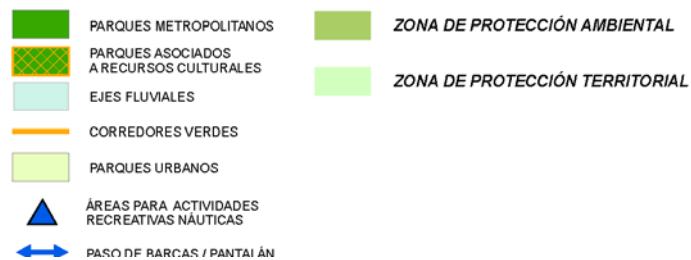 PARQUES METROPOLITANOS
PARQUES ASOCIADOS
A RECURSOS CULTURALES
EJES FLUVIALES
CORREDORES VERDES
PARQUES URBANOS
ÁREAS PARA ACTIVIDADES
RECREATIVAS NÁUTICAS
PASO DE BARCAS / PANTALÁN
ZONA DE PROTECCIÓN AMBIENTAL
ZONA DE PROTECCIÓN TERRITORIAL